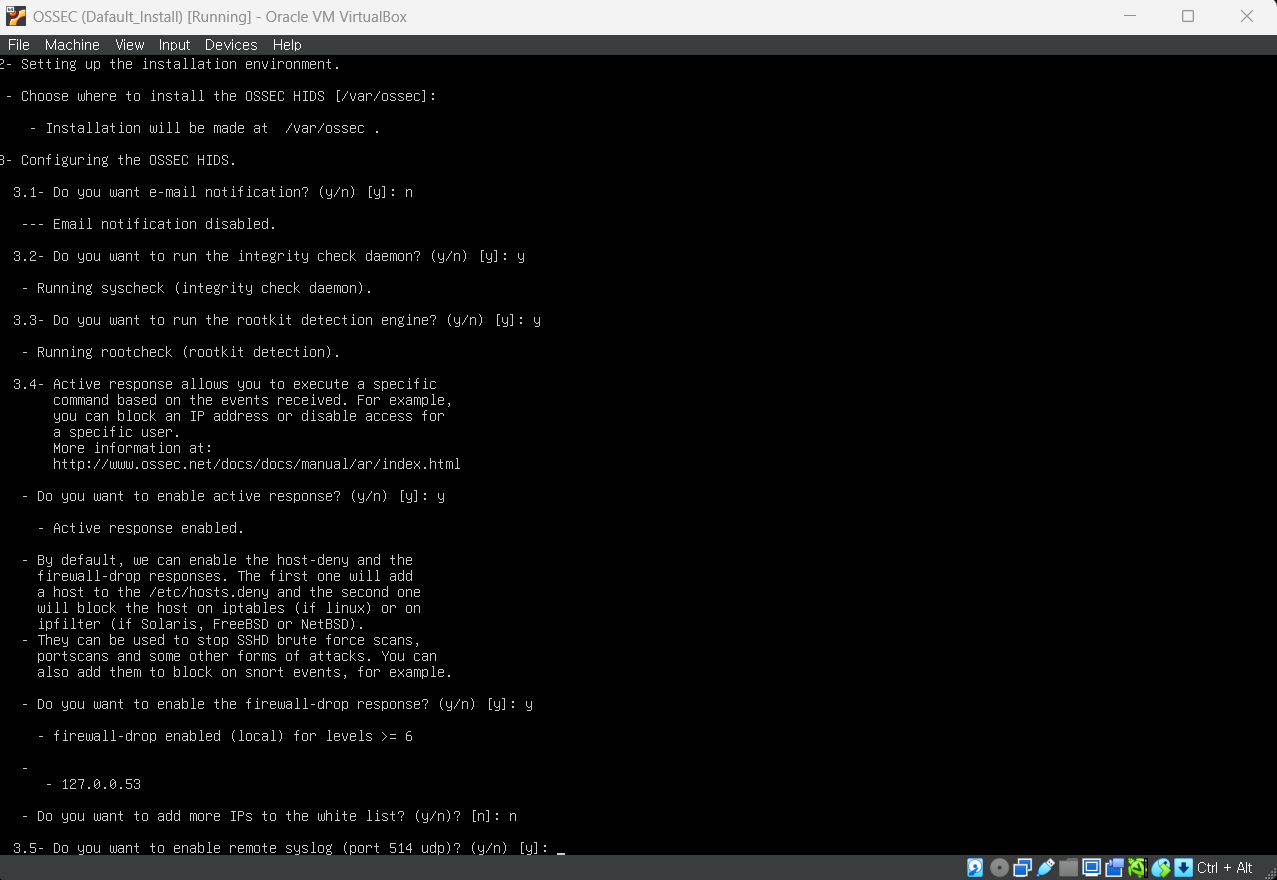 OSSEC (Dafault_Install) [Running] - Oracle VM VirtualBox
File Machine View Input Devices Help
2- Setting up the installation environment.
- Choose where to install the OSSEC HIDS [/var/ossec]:
- Installation will be made at /var/ossec .
3- Configuring the OSSEC HIDS.
3.1- Do you want e-mail notification? (y/n) [y]: n
--- Email notification disabled.
3.2- Do you want to run the integrity check daemon? (y/n) [y]: y
- Running syscheck (integrity check daemon).
3.3- Do you want to run the rootkit detection engine? (y/n) [y]: y
- Running rootcheck (rootkit detection).
3.4- Active response allows you to execute a specific
command based on the events received. For example,
you can block an IP address or disable access for
a specific user.
More information at:
http://www.ossec.net/docs/docs/manual/ar/index.html
- Do you want to enable active response? (y/n) [y]: y
- Active response enabled.
- By default, we can enable the host-deny and the
firewall-drop responses. The first one will add
a host to the /etc/hosts.deny and the second one
will block the host on iptables (if linux) or on
ipfilter (if Solaris, FreeBSD or NetBSD).
- They can be used to stop SSHD brute force scans,
portscans and some other forms of attacks. You can
also add them to block on snort events, for example.
- Do you want to enable the firewall-drop response? (y/n) [y]: y
- firewall-drop enabled (local) for levels >= 6
-
- 127.0.0.53
- Do you want to add more IPs to the white list? (y/n)? [n]: n
3.5- Do you want to enable remote syslog (port 514 udp)? (y/n) [y]: _
Ctrl + Alt